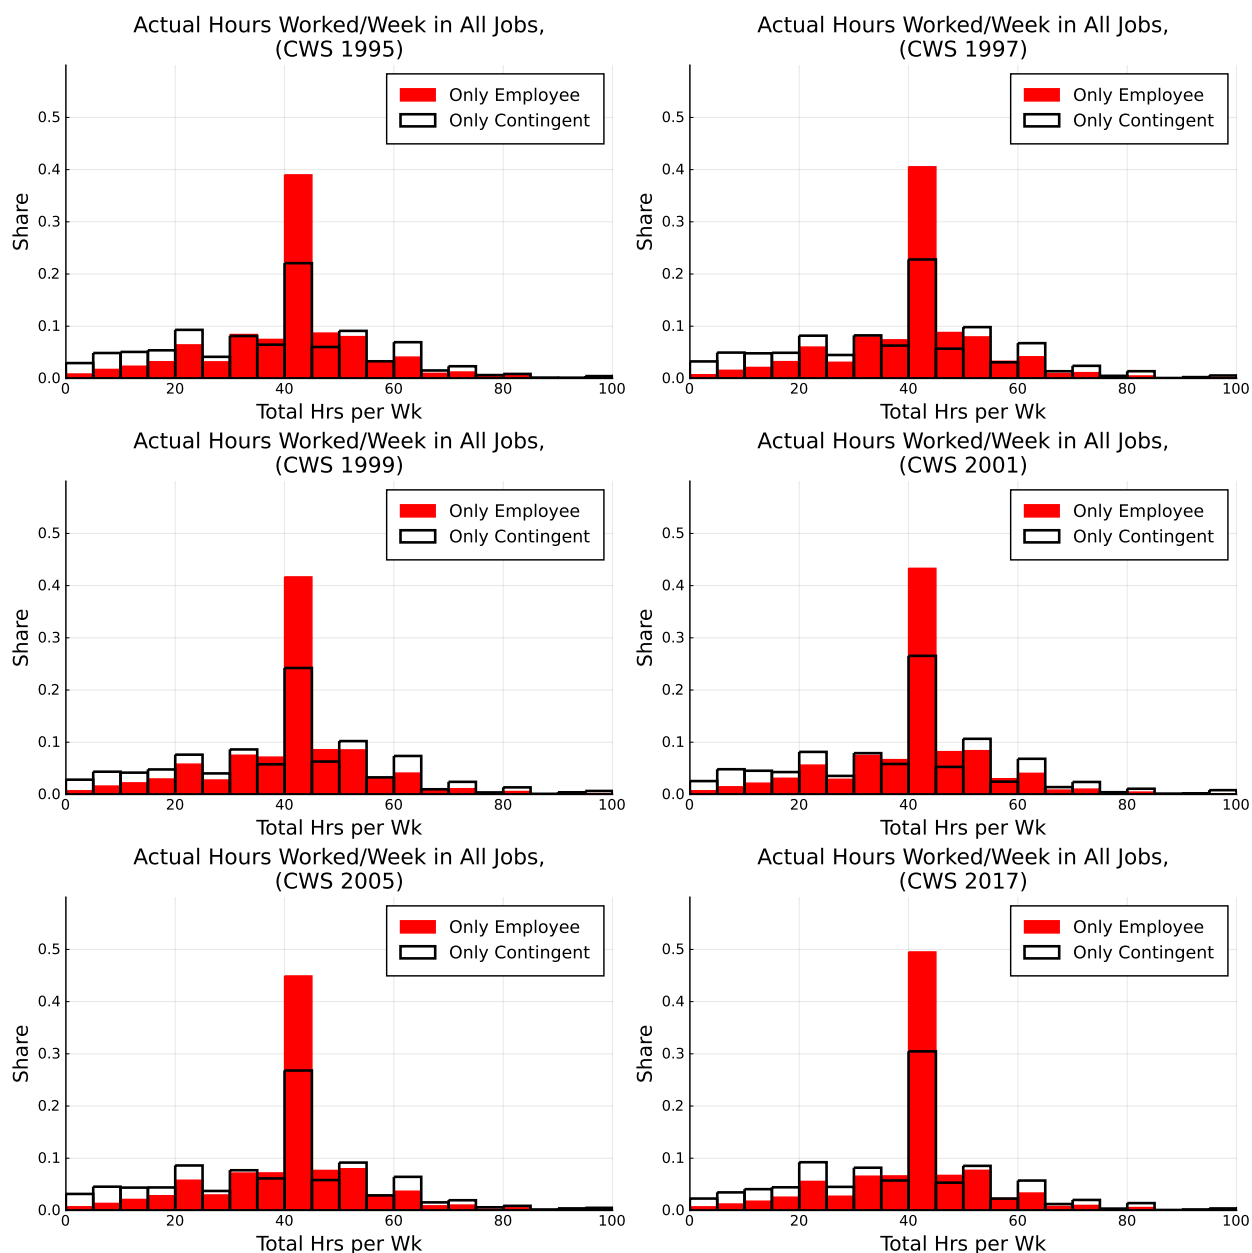 Actual Hours Worked/Week in All Jobs,
(CWS 1995)
Only Employee
Only Contingent
Share
0.5
0.4
0.3
0.2
0.1
0.0
0 20 40 60 80 100
Total Hrs per Wk
Actual Hours Worked/Week in All Jobs,
(CWS 1997)
Only Employee
Only Contingent
Share
0.5
0.4
0.3
0.2
0.1
0.0
0 20 40 60 80 100
Total Hrs per Wk
Actual Hours Worked/Week in All Jobs,
(CWS 1999)
Only Employee
Only Contingent
Share
0.5
0.4
0.3
0.2
0.1
0.0
0 20 40 60 80 100
Total Hrs per Wk
Actual Hours Worked/Week in All Jobs,
(CWS 2001)
Only Employee
Only Contingent
Share
0.5
0.4
0.3
0.2
0.1
0.0
0 20 40 60 80 100
Total Hrs per Wk
Actual Hours Worked/Week in All Jobs,
(CWS 2005)
Only Employee
Only Contingent
Share
0.5
0.4
0.3
0.2
0.1
0.0
0 20 40 60 80 100
Total Hrs per Wk
Actual Hours Worked/Week in All Jobs,
(CWS 2017)
Only Employee
Only Contingent
Share
0.5
0.4
0.3
0.2
0.1
0.0
0 20 40 60 80 100
Total Hrs per Wk